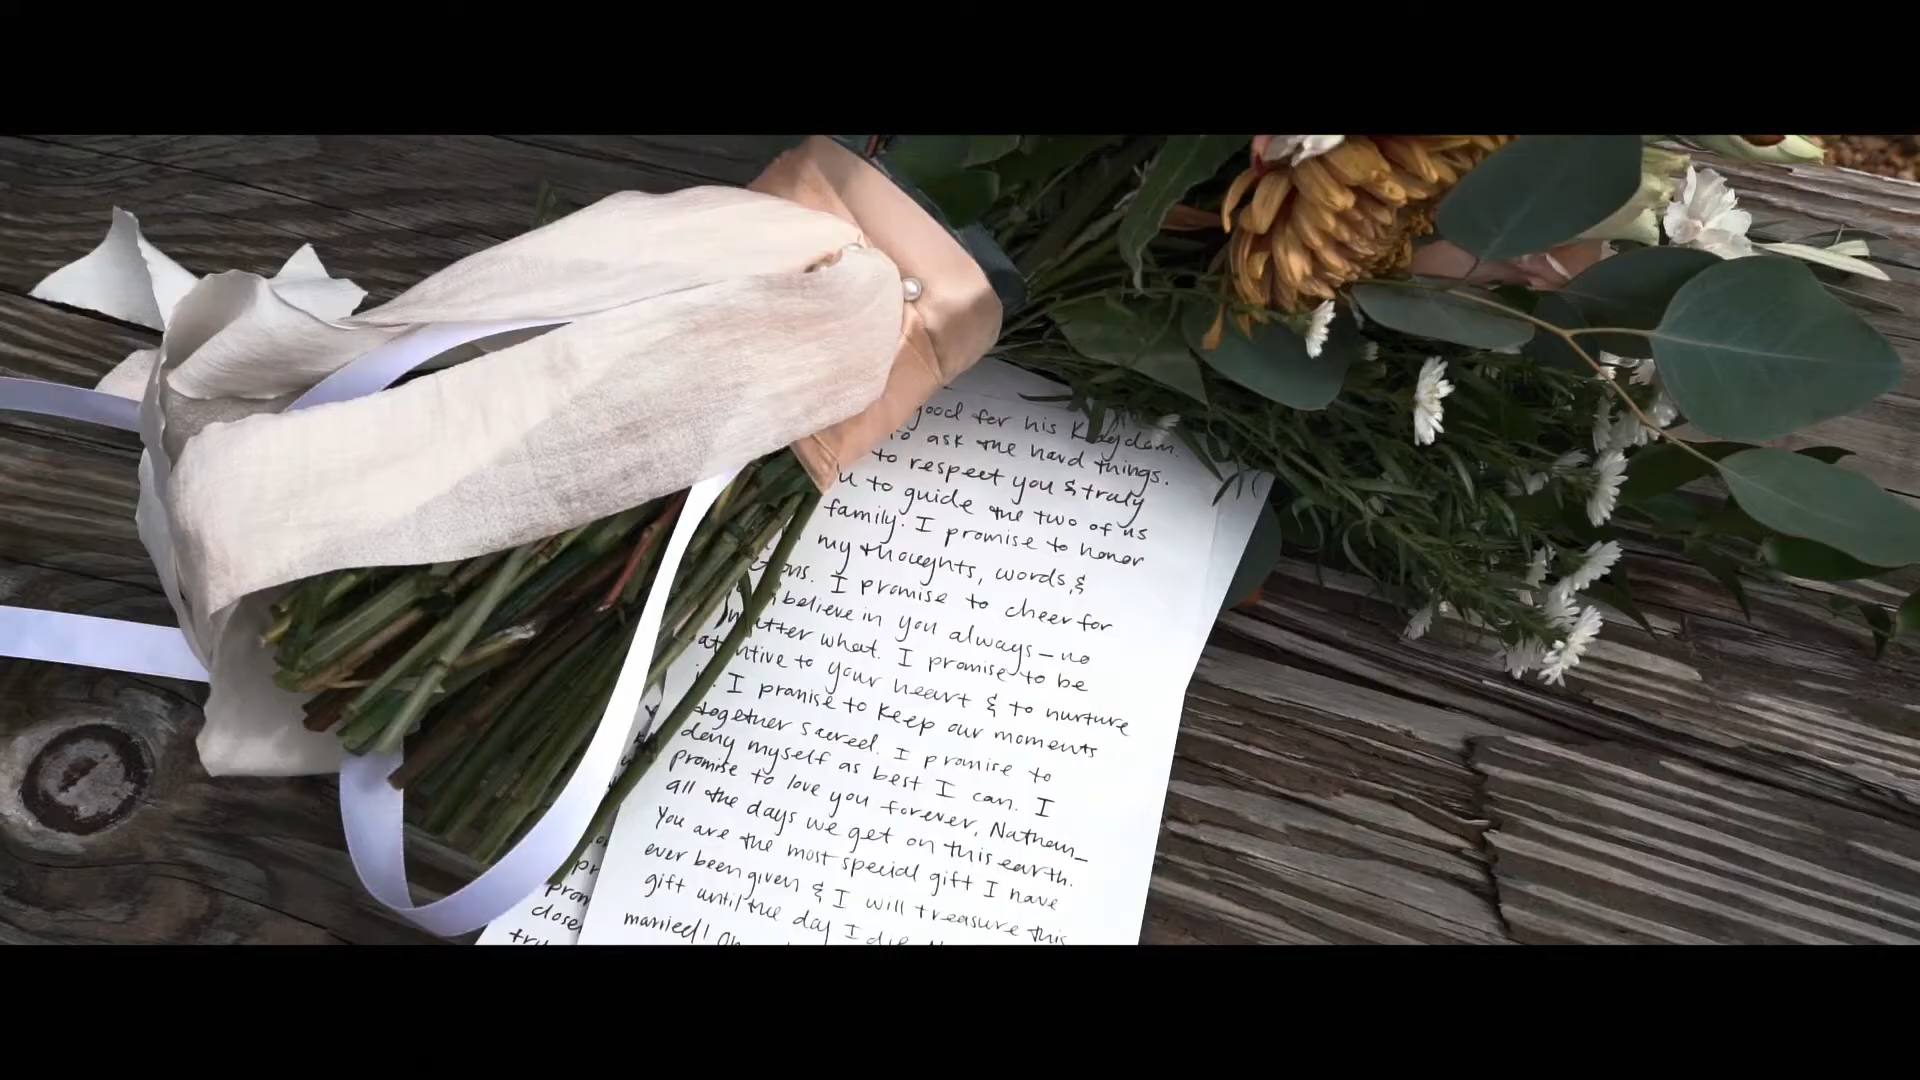 good for his Kingdom.
to ask the hard things.
to respect you & truly
to guide the two of us
family. I promise to honor
my thoughts, words, &
I promise to cheer for
believe in you always – no
matter what. I promise to be
attentive to your heart & to nurture
I promise to keep our moments
together sacred. I promise to
deny myself as best I can. I
promise to love you forever, Nathan –
all the days we get on this earth.
You are the most special gift I have
ever been given & I will treasure this
gift until the day I die
married!